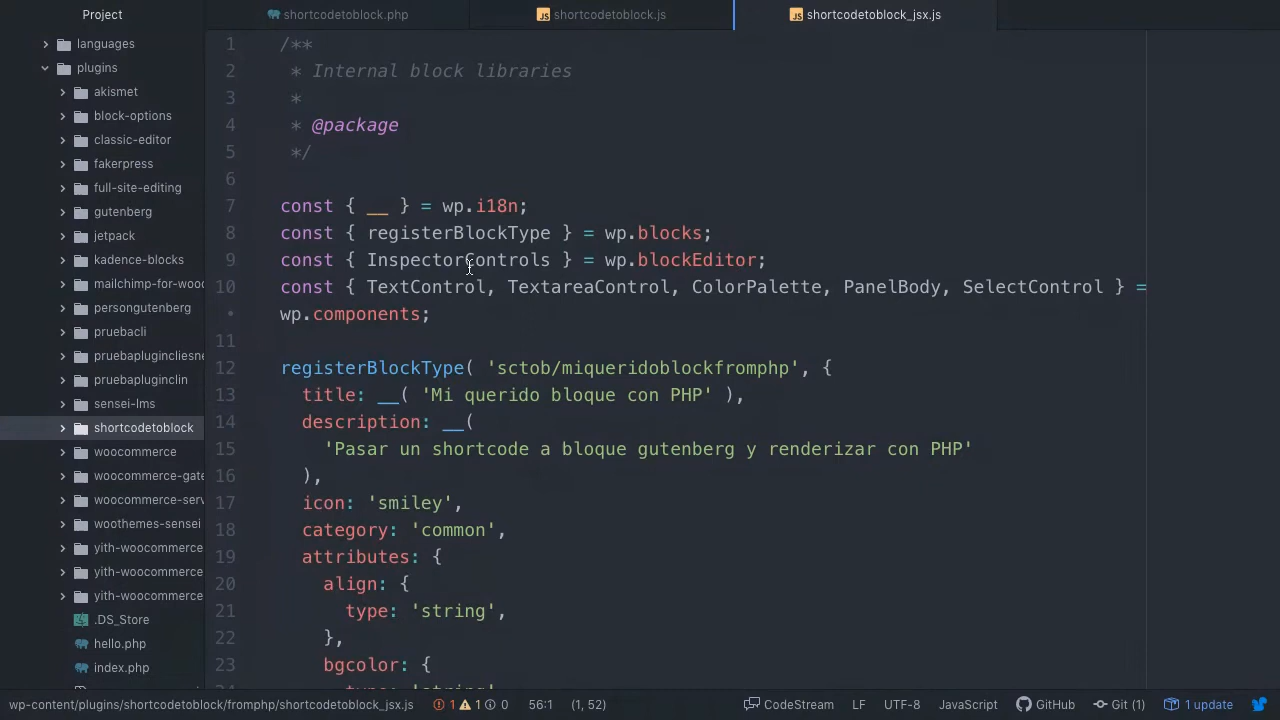 Project
shortcodetoblock.php
shortcodetoblock.js
shortcodetoblock_jsx.js
languages
plugins
akismet
block-options
classic-editor
fakerpress
full-site-editing
gutenberg
jetpack
kadence-blocks
mailchimp-for-wooc
persongutenberg
pruebacli
pruebaplugincliesne
pruebapluginclin
sensei-lms
shortcodetoblock
woocommerce
woocommerce-gate
woocommerce-serv
woothemes-sensei
yith-woocommerce
yith-woocommerce
yith-woocommerce
.DS_Store
hello.php
index.php
1 /**
2 * Internal block libraries
3 *
4 * @package
5 */
6
7 const { __ } = wp.i18n;
8 const { registerBlockType } = wp.blocks;
9 const { InspectorControls } = wp.blockEditor;
10 const { TextControl, TextareaControl, ColorPalette, PanelBody, SelectControl } =
• wp.components;
11
12 registerBlockType( 'sctob/miqueridoblockfromphp', {
13 title: __( 'Mi querido bloque con PHP' ),
14 description: __(
15 'Pasar un shortcode a bloque gutenberg y renderizar con PHP'
16 ),
17 icon: 'smiley',
18 category: 'common',
19 attributes: {
20 align: {
21 type: 'string',
22 },
23 bgcolor: {
24 type: 'string'
wp-content/plugins/shortcodetoblock/fromphp/shortcodetoblock_jsx.js 1 1 0 56:1 (1, 52) CodeStream LF UTF-8 JavaScript GitHub Git (1) 1 update